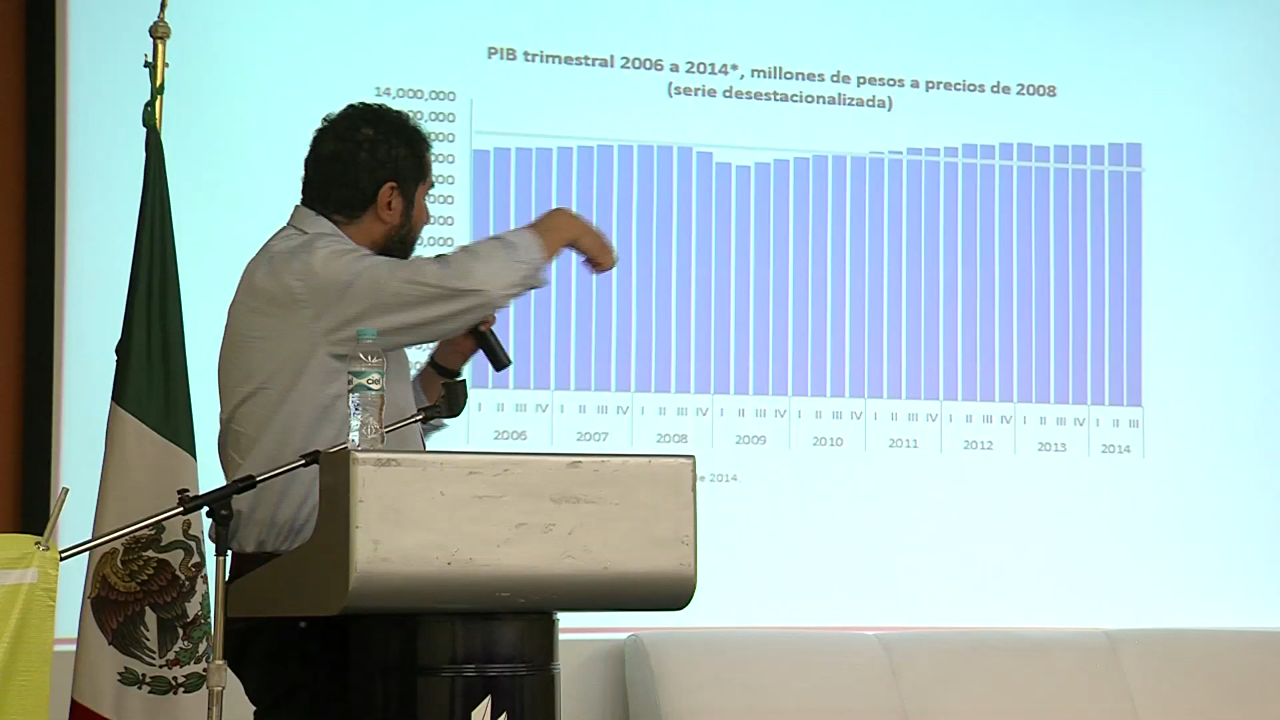 PIB trimestral 2006 a 2014*, millones de pesos a precios de 2008
(serie desestacionalizada)
14,000,000
I II III IV I II III IV I II III IV I II III IV I II III IV I II III IV I II III IV I II III IV I II III
2006 2007 2008 2009 2010 2011 2012 2013 2014
de 2014.
ciel